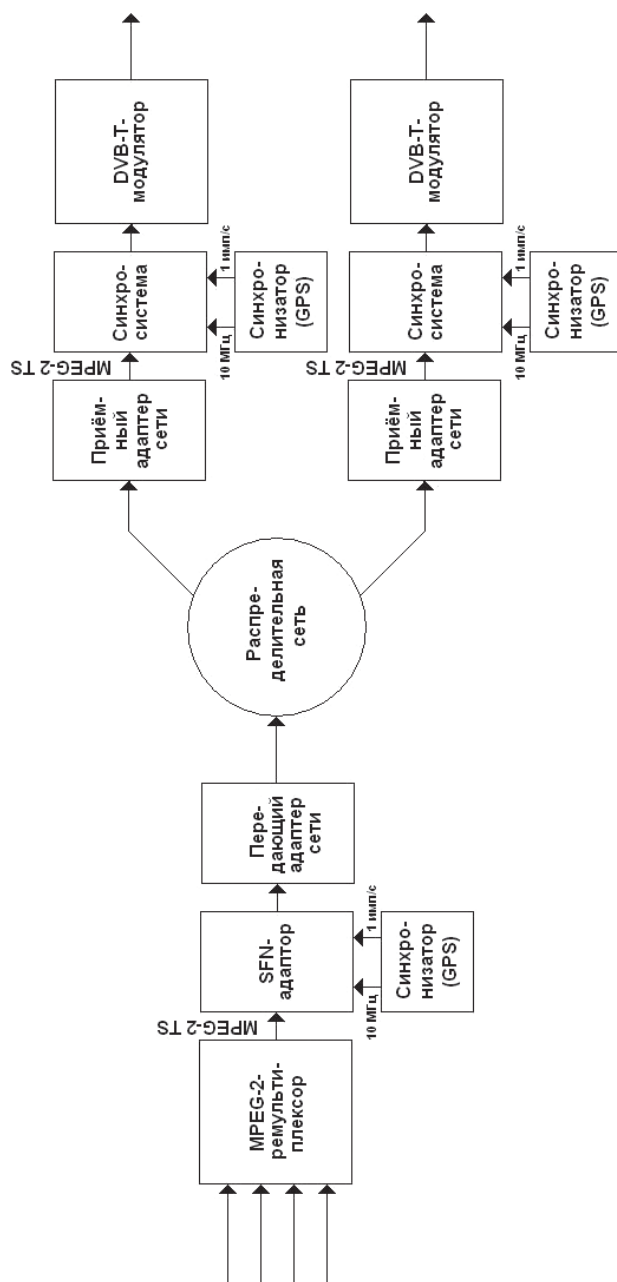 MPEG-2-
ремульти-
плексор
MPEG-2 TS
SFN-
адаптор
10 МГц
1 имп/с
Синхро-
низатор
(GPS)
Пере-
дающий
адаптер
сети
Распре-
делительная
сеть
Приём-
ный
адаптер
сети
MPEG-2 TS
Синхро-
система
10 МГц
1 имп/с
Синхро-
низатор
(GPS)
DVB-T-
модулятор
Приём-
ный
адаптер
сети
MPEG-2 TS
Синхро-
система
10 МГц
1 имп/с
Синхро-
низатор
(GPS)
DVB-T-
модулятор